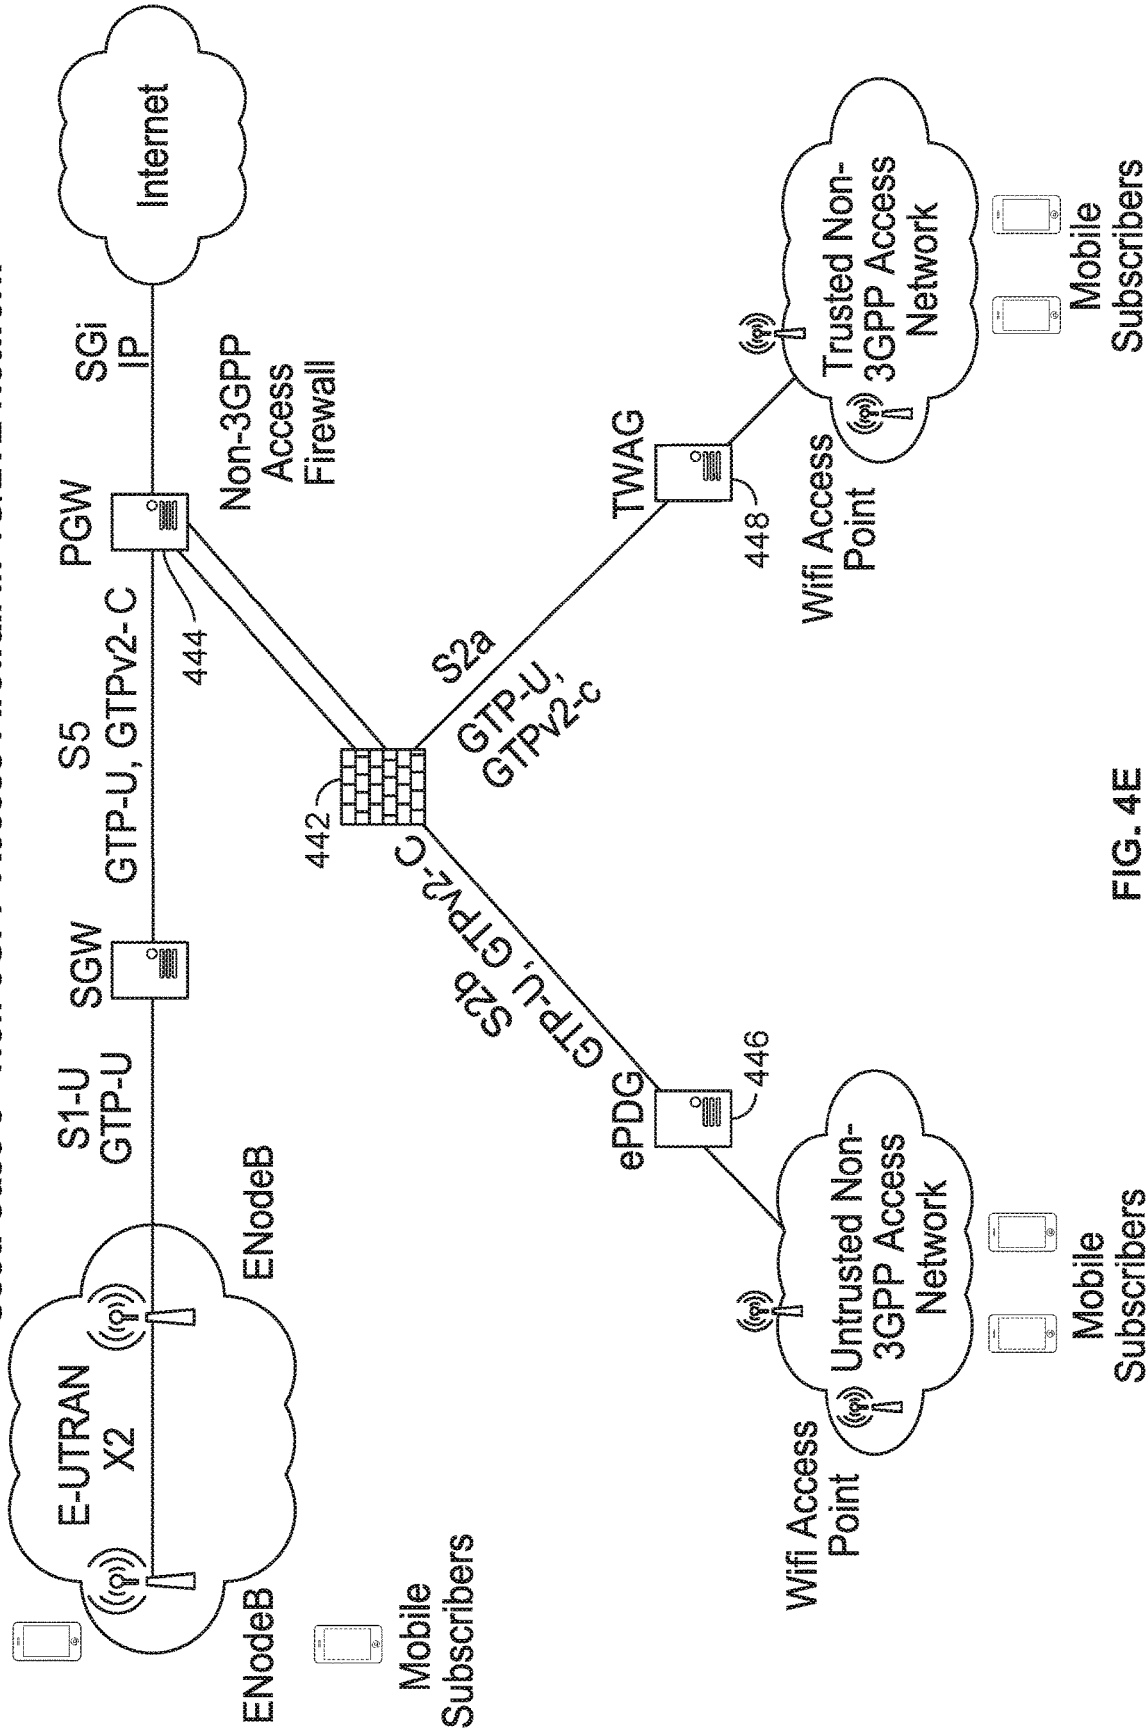 E-UTRAN
X2
ENodeB
ENodeB
Mobile
Subscribers
S1-U
GTP-U
SGW
S5
GTP-U, GTPv2- C
PGW
444
SGi
IP
Internet
Non-3GPP
Access
Firewall
442
S2b
GTP-U, GTPv2- C
S2a
GTP-U,
GTPv2-c
ePDG
446
TWAG
448
Wifi Access
Point
Untrusted Non-
3GPP Access
Network
Mobile
Subscribers
Wifi Access
Point
Trusted Non-
3GPP Access
Network
Mobile
Subscribers
FIG. 4E